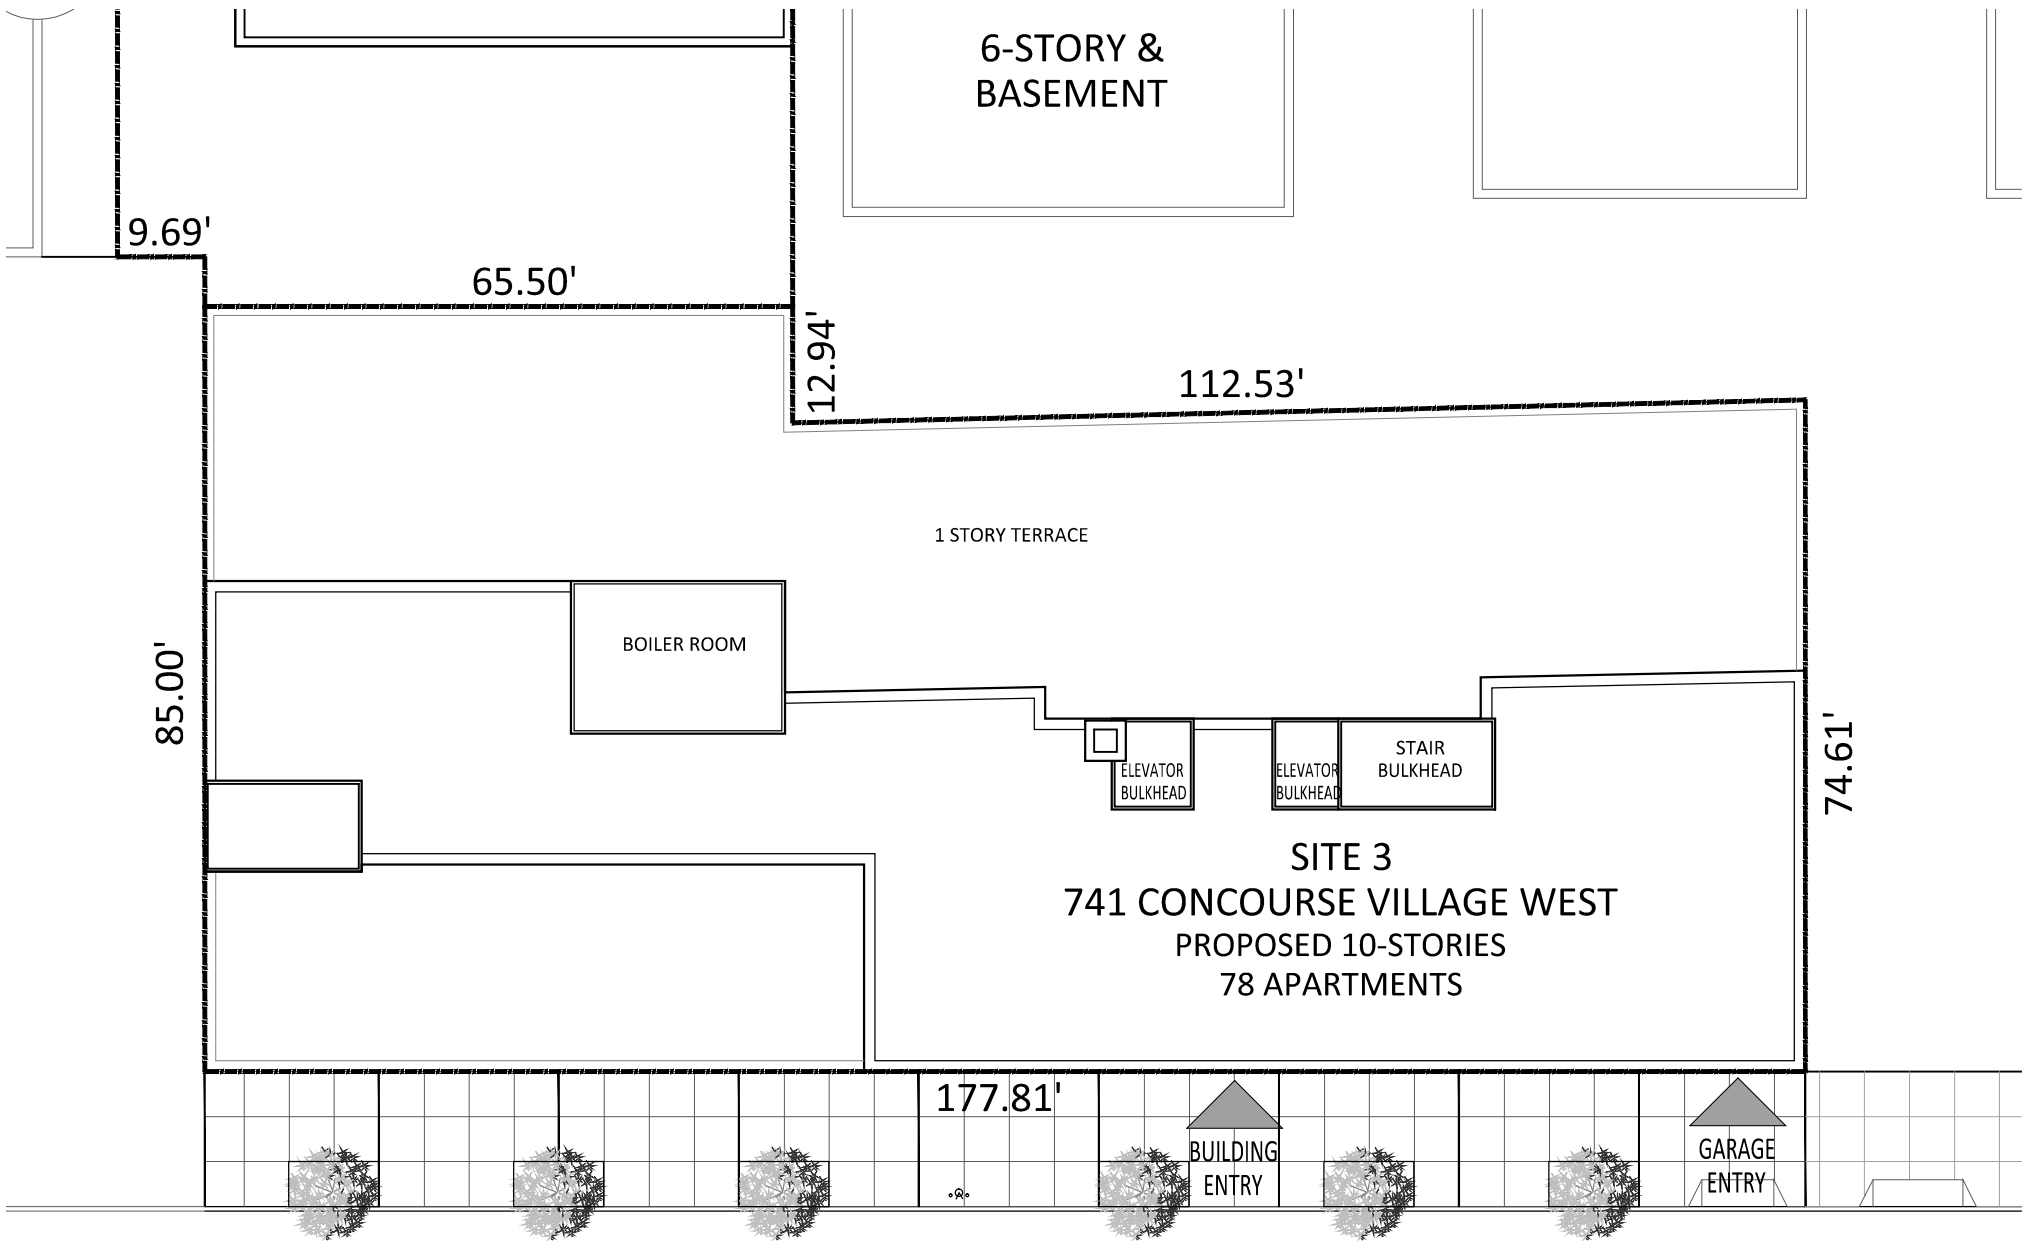 6-STORY &
BASEMENT
9.69'
65.50'
12.94'
112.53'
1 STORY TERRACE
BOILER ROOM
85.00'
74.61'
ELEVATOR
BULKHEAD
ELEVATOR
BULKHEAD
STAIR
BULKHEAD
SITE 3
741 CONCOURSE VILLAGE WEST
PROPOSED 10-STORIES
78 APARTMENTS
177.81'
BUILDING
ENTRY
GARAGE
ENTRY